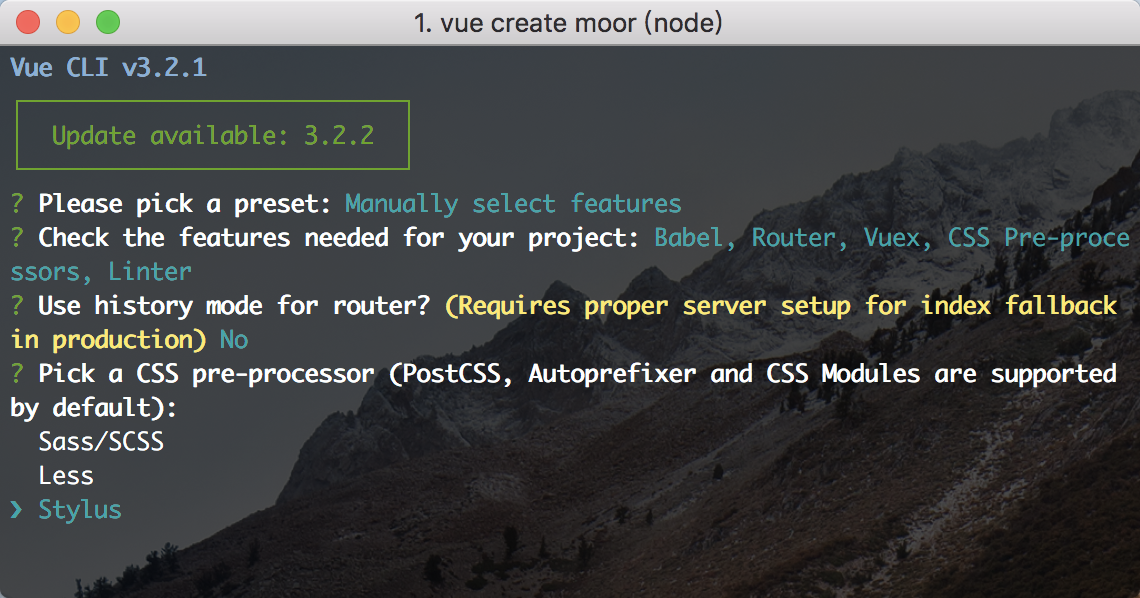 1. vue create moor (node)
Vue CLI v3.2.1
Update available: 3.2.2
? Please pick a preset: Manually select features
? Check the features needed for your project: Babel, Router, Vuex, CSS Pre-proce
ssors, Linter
? Use history mode for router? (Requires proper server setup for index fallback
in production) No
? Pick a CSS pre-processor (PostCSS, Autoprefixer and CSS Modules are supported
by default):
Sass/SCSS
Less
❯ Stylus